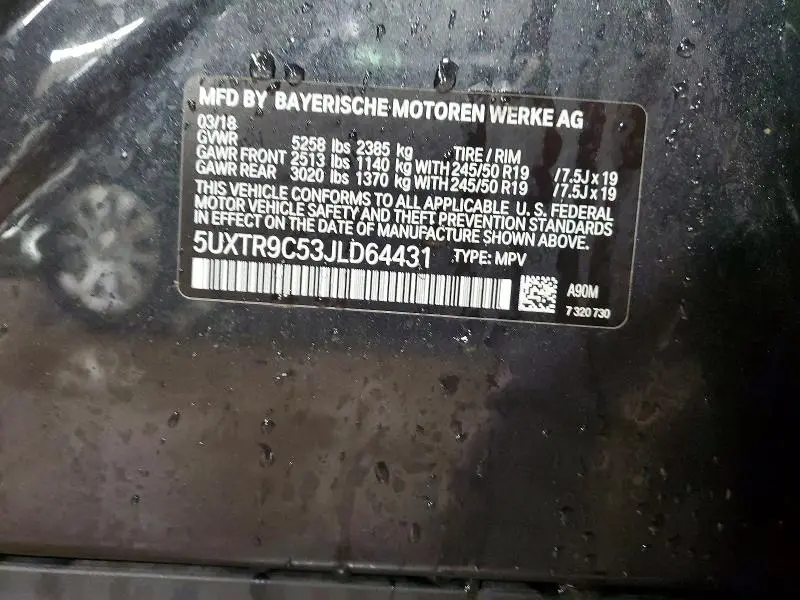 MFD BY BAYERISCHE MOTOREN WERKE AG
03/18
GVWR 5258 lbs 2385 kg TIRE / RIM
GAWR FRONT 2513 lbs 1140 kg WITH 245/50 R19 /7.5J x 19
GAWR REAR 3020 lbs 1370 kg WITH 245/50 R19 /7.5J x 19
THIS VEHICLE CONFORMS TO ALL APPLICABLE U. S. FEDERAL
MOTOR VEHICLE SAFETY AND THEFT PREVENTION STANDARDS
IN EFFECT ON THE DATE OF MANUFACTURE SHOWN ABOVE.
5UXTR9C53JLD64431 TYPE: MPV
A90M
7 320 730